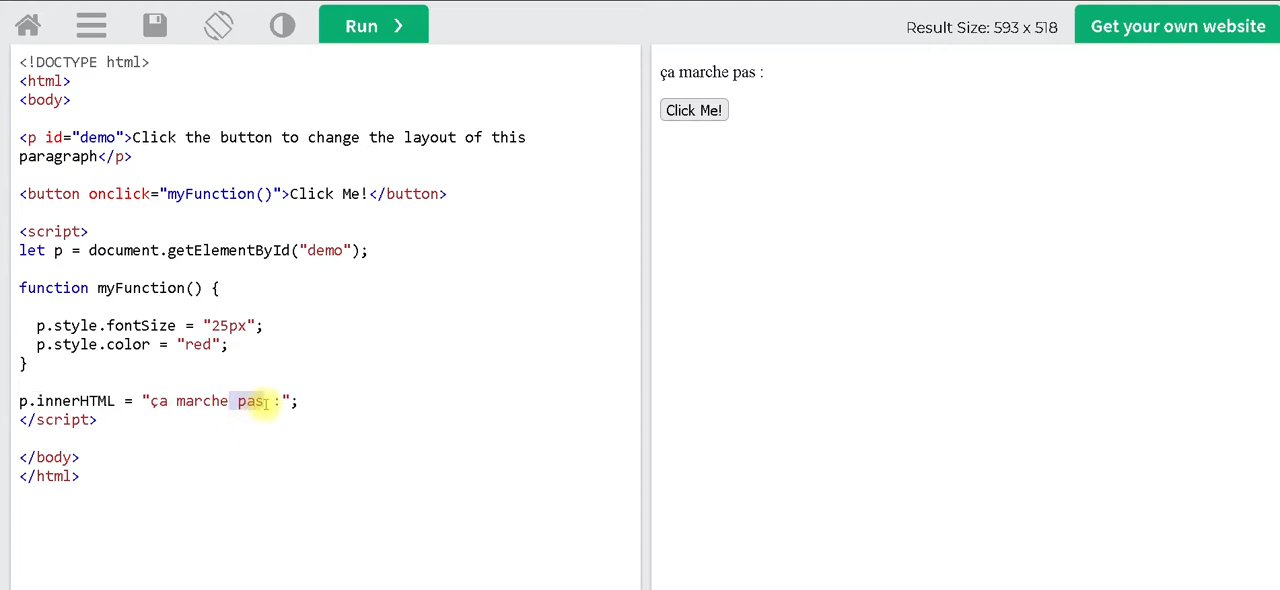 Run ❯
Result Size: 593 x 518
Get your own website
<!DOCTYPE html>
<html>
<body>
<p id="demo">Click the button to change the layout of this
paragraph</p>
<button onclick="myFunction()">Click Me!</button>
<script>
let p = document.getElementById("demo");
function myFunction() {
  p.style.fontSize = "25px";
  p.style.color = "red";
}
p.innerHTML = "ça marche pas :";
</script>
</body>
</html>
ça marche pas :
Click Me!